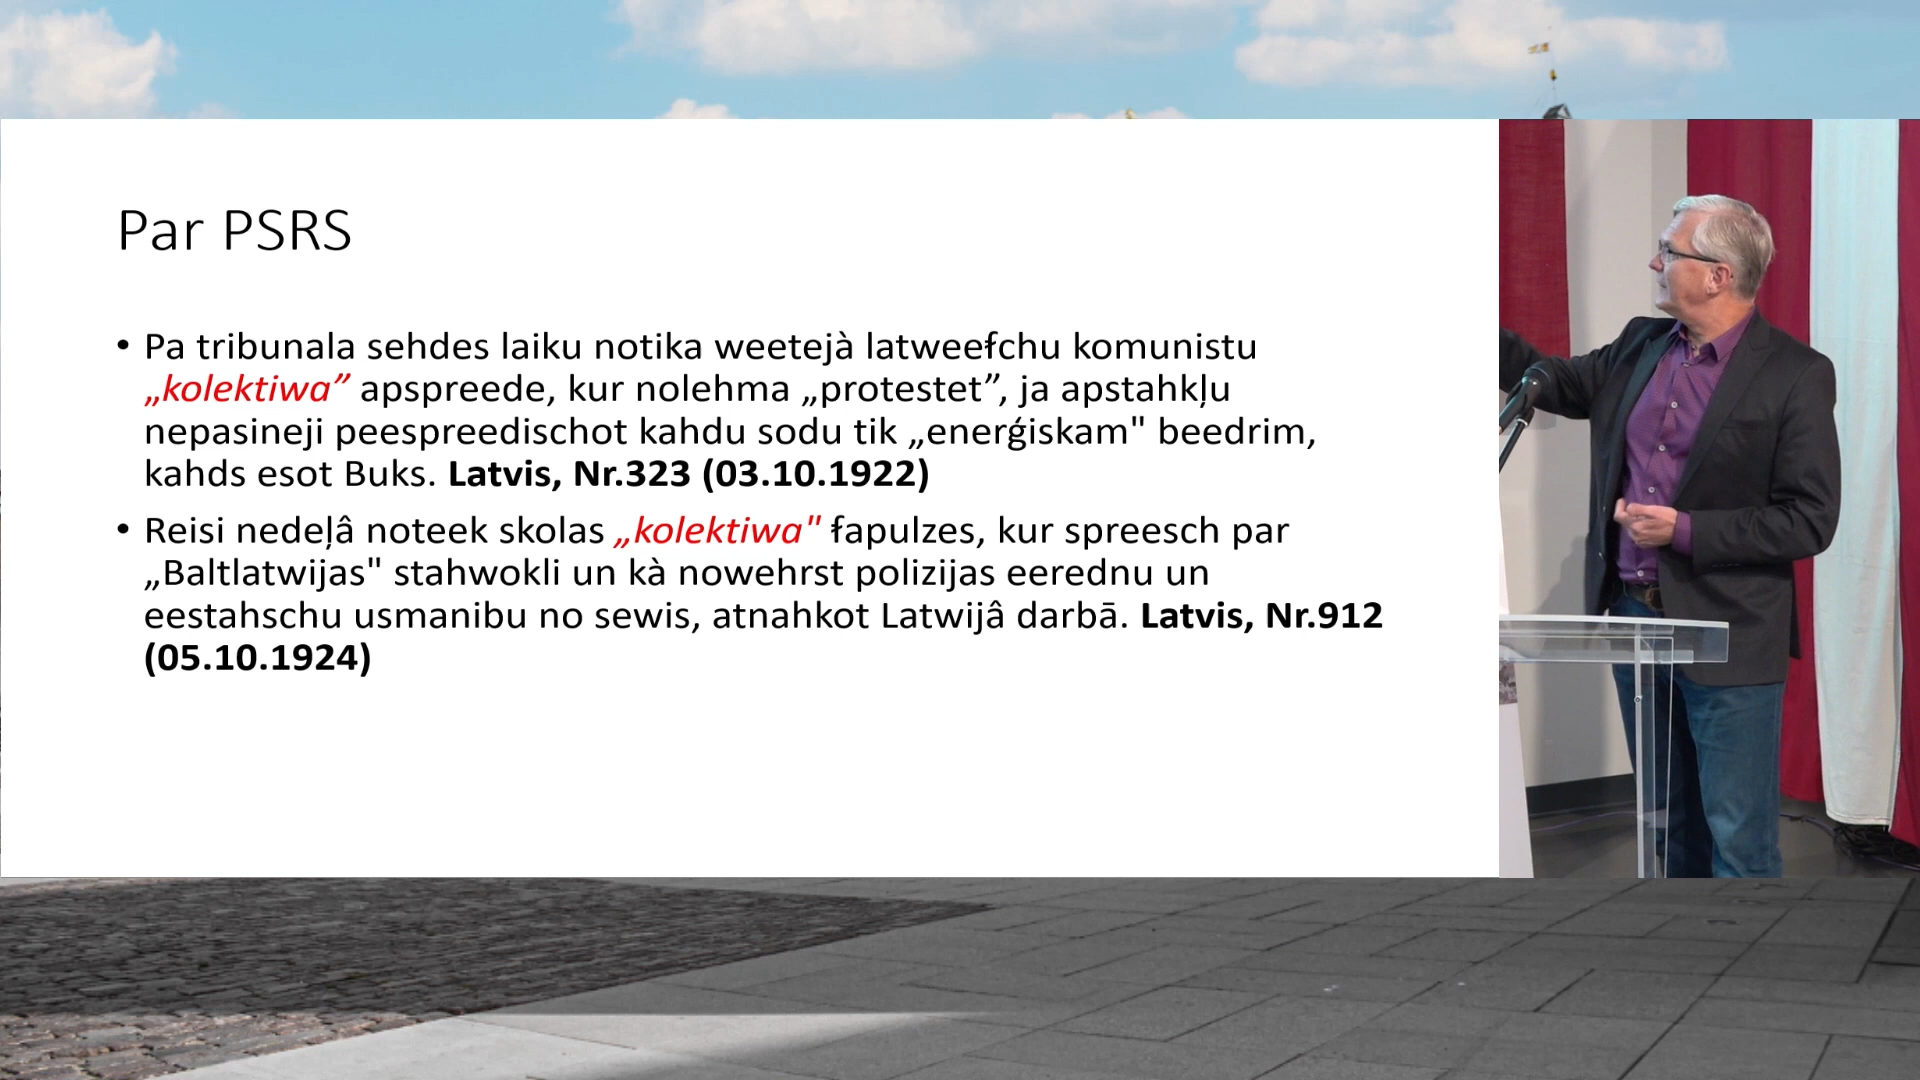 Par PSRS
• Pa tribunala sehdes laiku notika weetejà latweeſchu komunistu
„kolektiwa” apspreede, kur nolehma „protestet”, ja apstahkļu
nepasineji peespreedischot kahdu sodu tik „enerģiskam" beedrim,
kahds esot Buks. Latvis, Nr.323 (03.10.1922)
• Reisi nedeļâ noteek skolas „kolektiwa" ſapulzes, kur spreesch par
„Baltlatwijas" stahwokli un kà nowehrst polizijas eerednu un
eestahschu usmanibu no sewis, atnahkot Latwijâ darbā. Latvis, Nr.912
(05.10.1924)